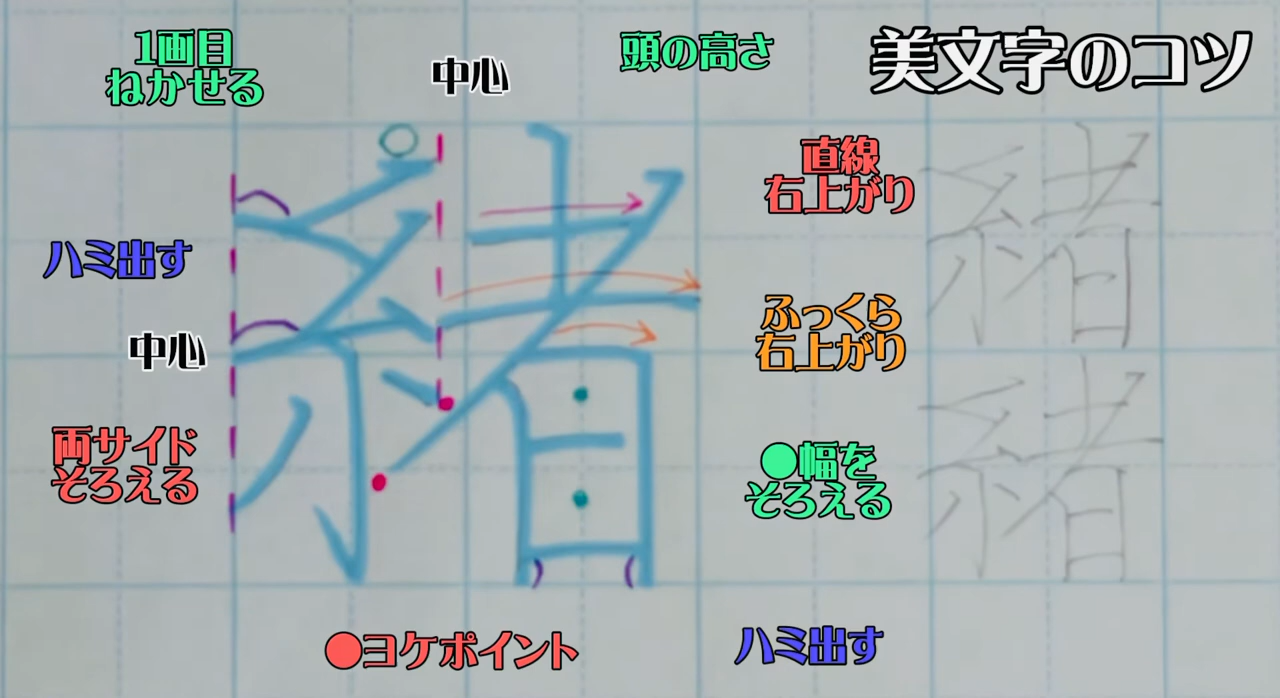 1画目
ねかせる
中心
頭の高さ
美文字のコツ
直線
右上がり
ハミ出す
中心
ふっくら
右上がり
両サイド
そろえる
●幅を
そろえる
●ヨケポイント
ハミ出す
緒
緒
緒